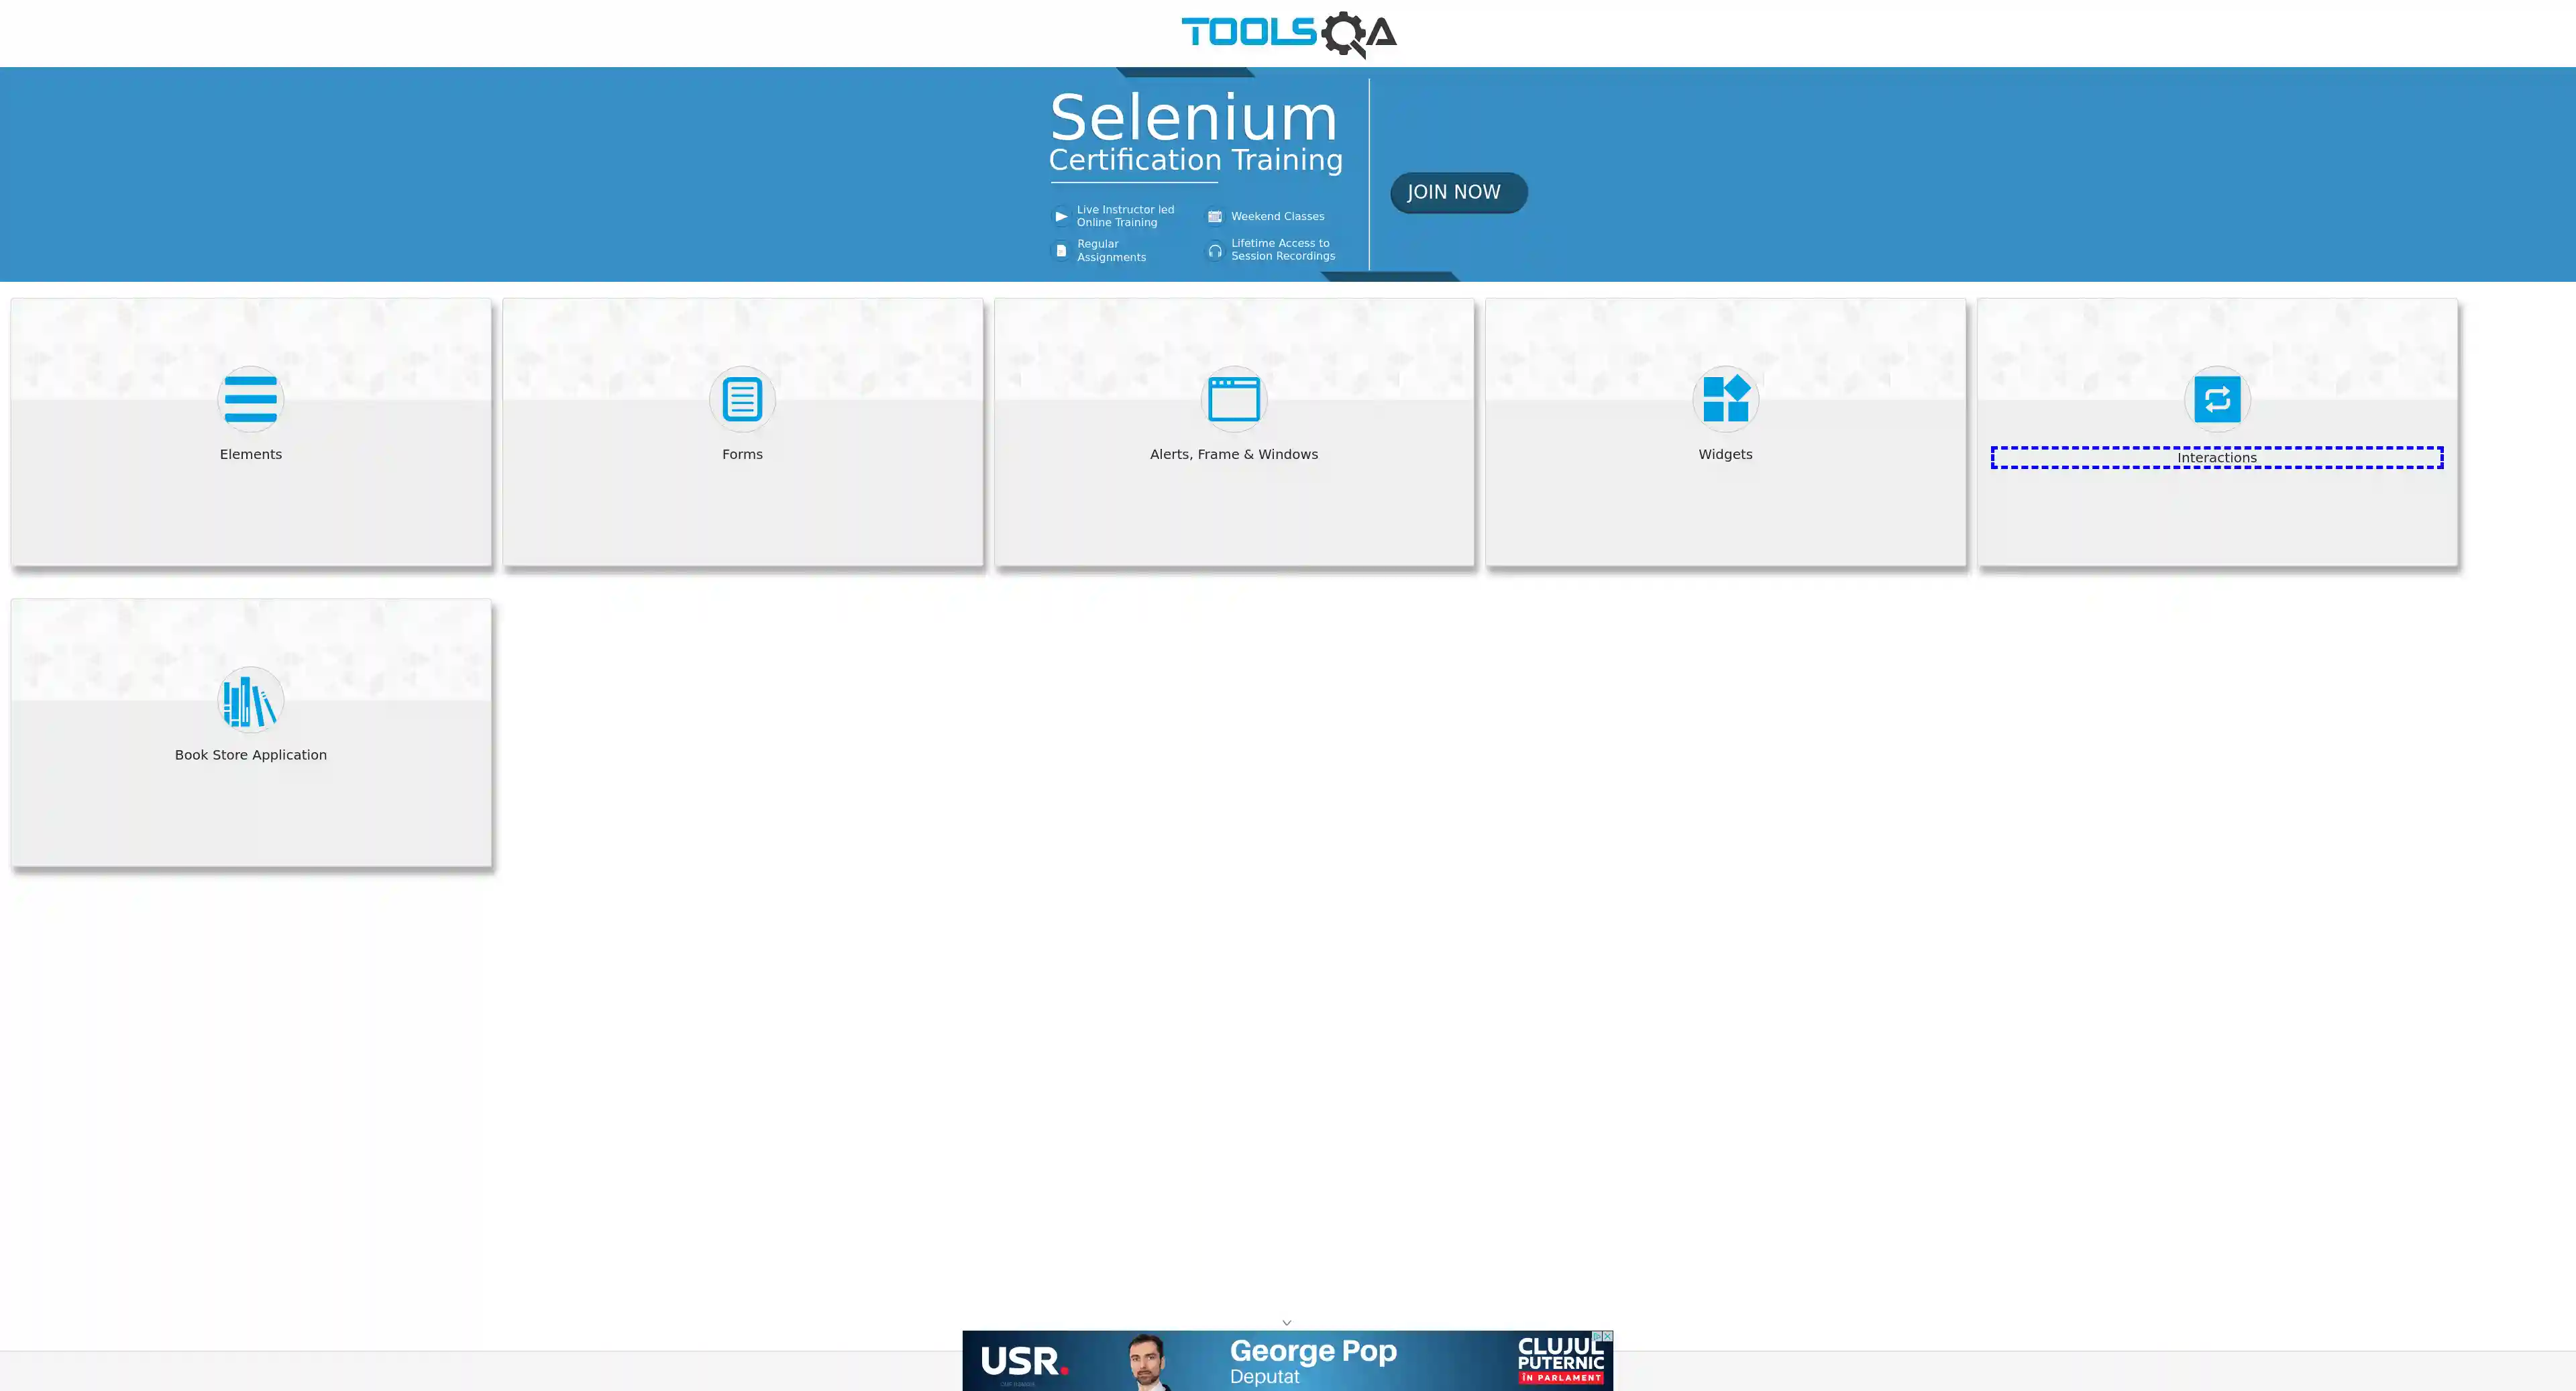 TOOLSQA
Selenium
Certification Training
Live Instructor led
Online Training
Weekend Classes
Regular
Assignments
Lifetime Access to
Session Recordings
JOIN NOW
Elements
Forms
Alerts, Frame & Windows
Widgets
Interactions
Book Store Application
USR.
George Pop
Deputat
CLUJUL
PUTERNIC
ÎN PARLAMENT